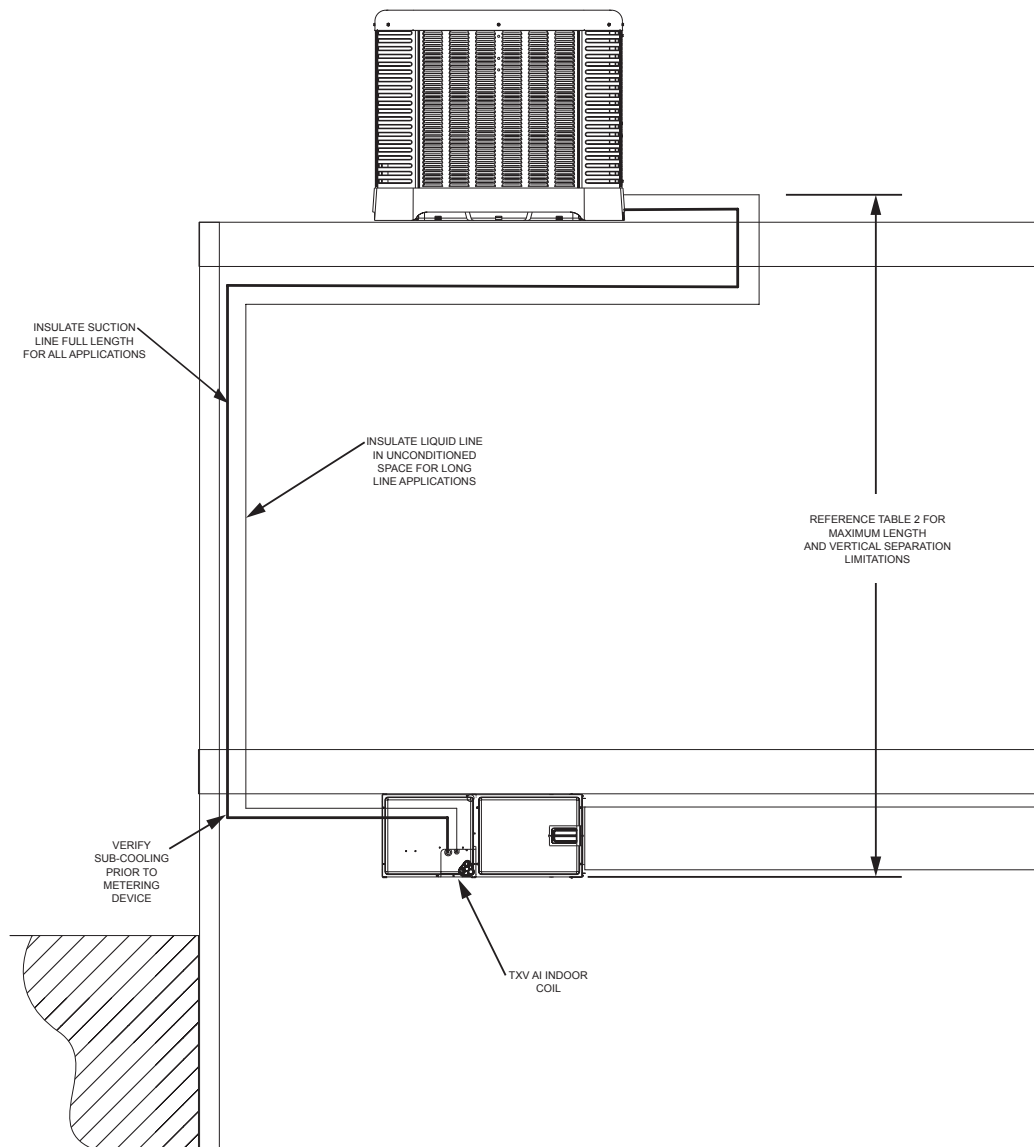 INSULATE SUCTION
LINE FULL LENGTH
FOR ALL APPLICATIONS
INSULATE LIQUID LINE
IN UNCONDITIONED
SPACE FOR LONG
LINE APPLICATIONS
REFERENCE TABLE 2 FOR
MAXIMUM LENGTH
AND VERTICAL SEPARATION
LIMITATIONS
VERIFY
SUB-COOLING
PRIOR TO
METERING
DEVICE
TXV AI INDOOR
COIL